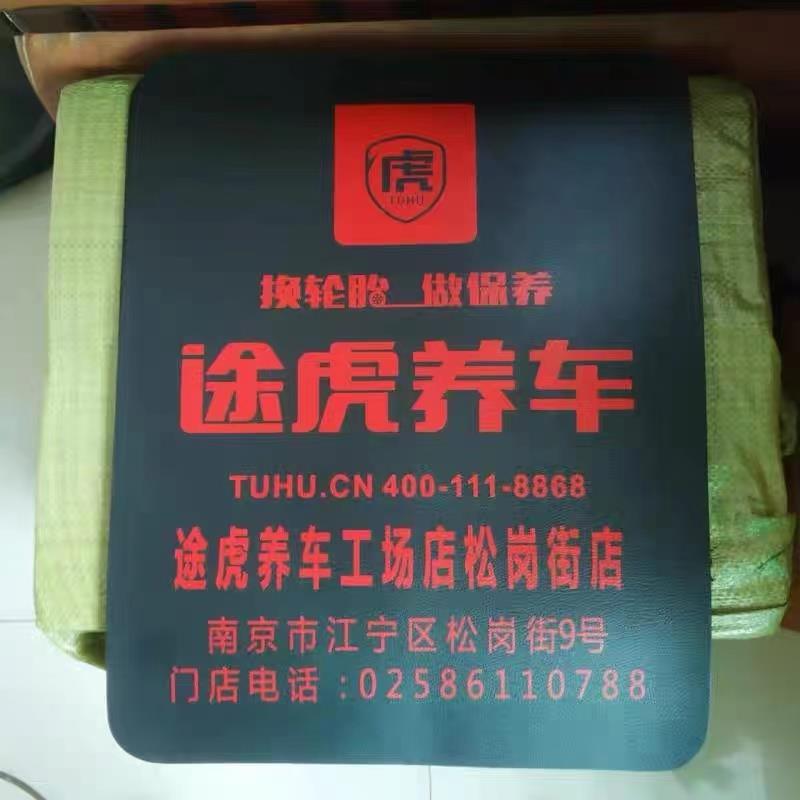 虎
TUHU
换轮胎 做保养
途虎养车
TUHU.CN 400-111-8868
途虎养车工场店松岗街店
南京市江宁区松岗街9号
门店电话:02586110788